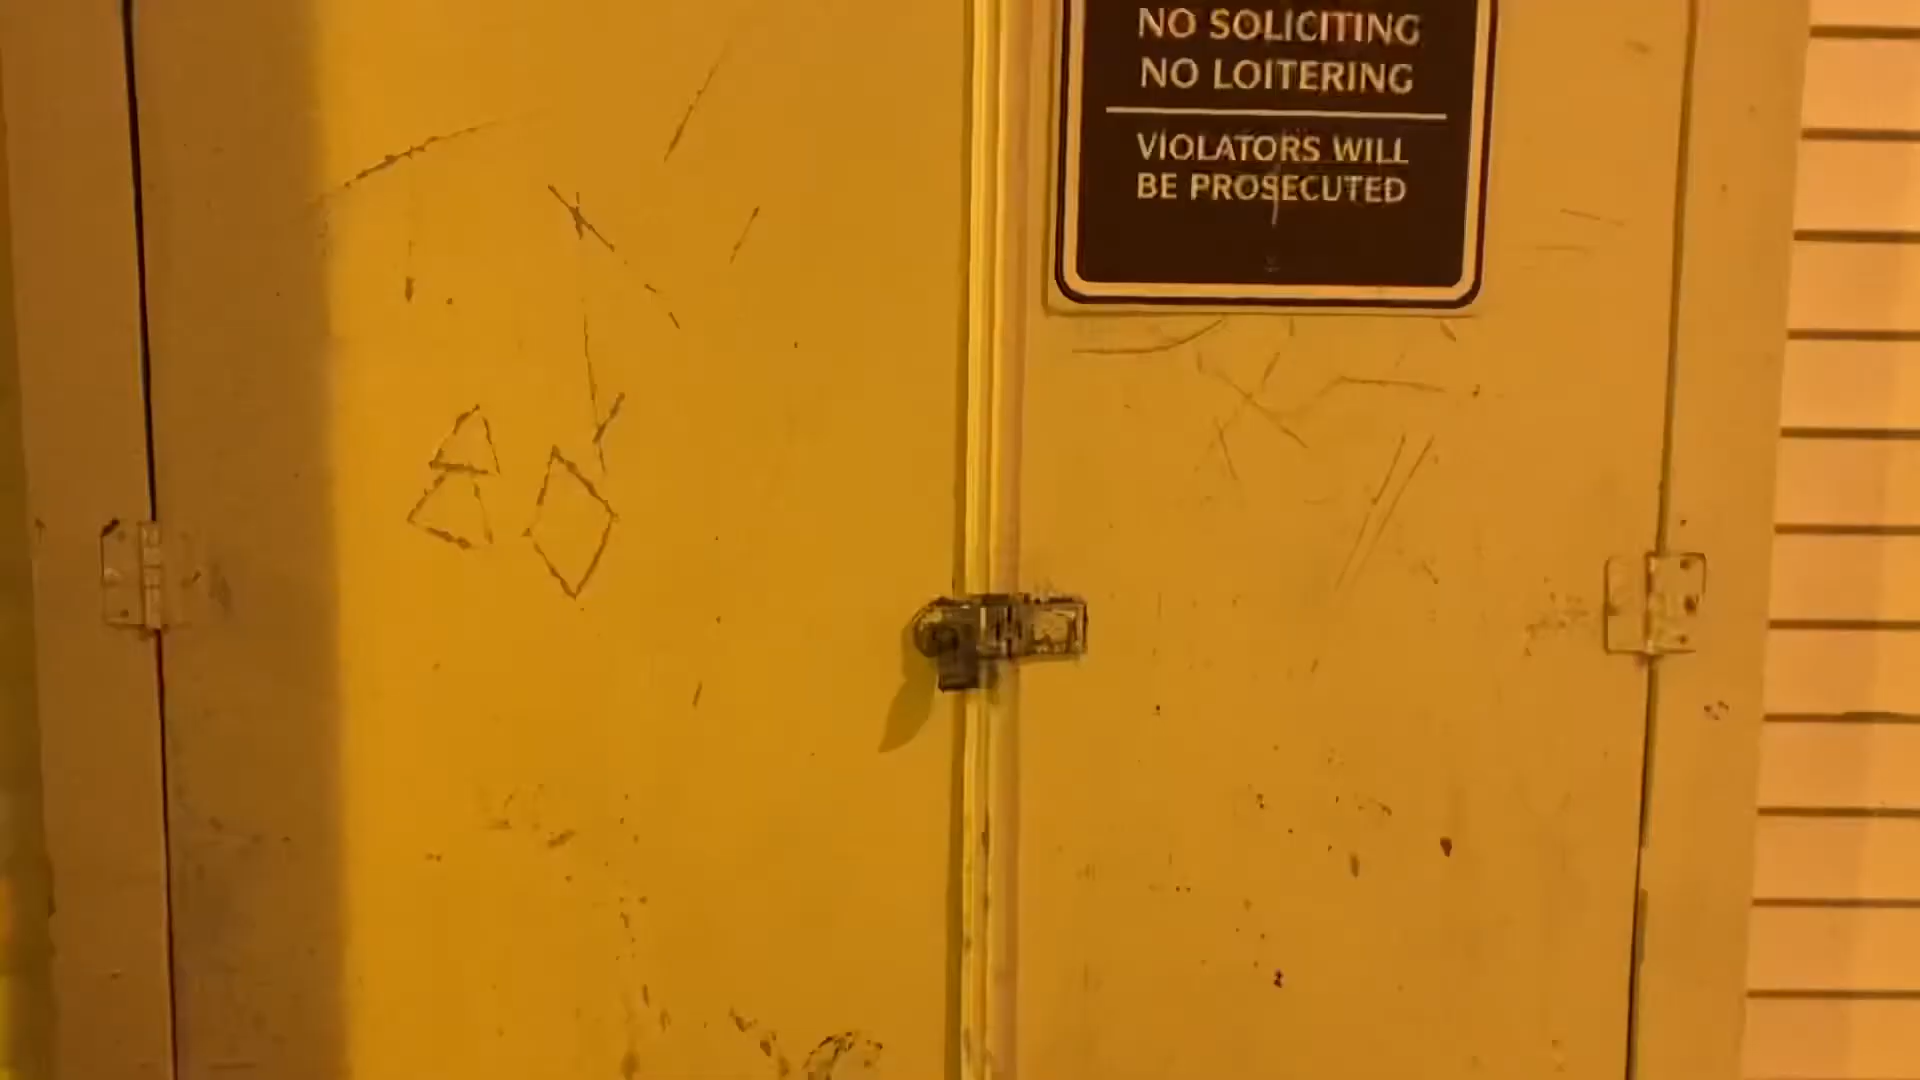 NO SOLICITING
NO LOITERING
VIOLATORS WILL
BE PROSECUTED